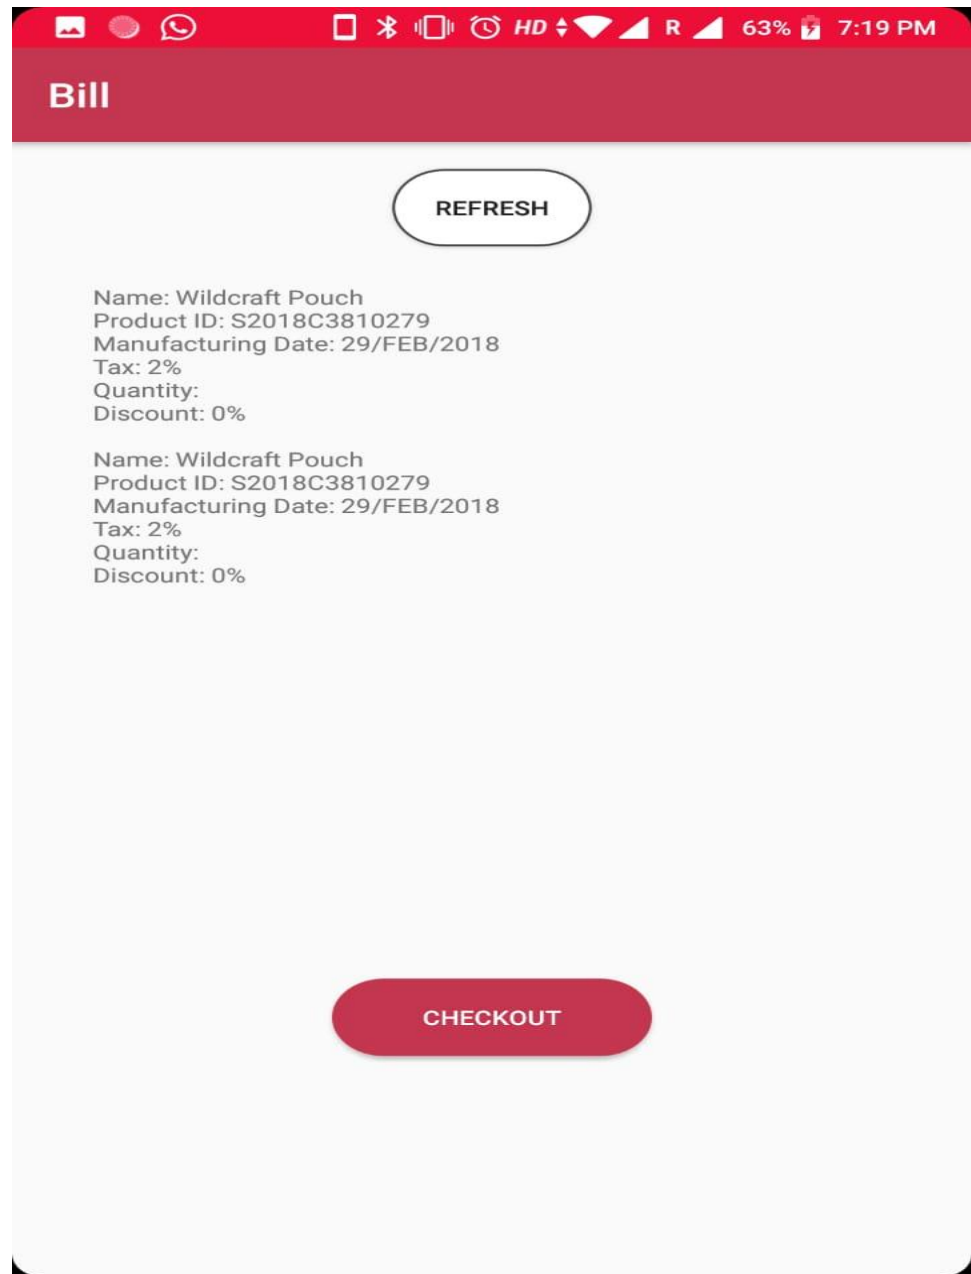 HD R 63% 7:19 PM
Bill
REFRESH
Name: Wildcraft Pouch
Product ID: S2018C3810279
Manufacturing Date: 29/FEB/2018
Tax: 2%
Quantity:
Discount: 0%
Name: Wildcraft Pouch
Product ID: S2018C3810279
Manufacturing Date: 29/FEB/2018
Tax: 2%
Quantity:
Discount: 0%
CHECKOUT